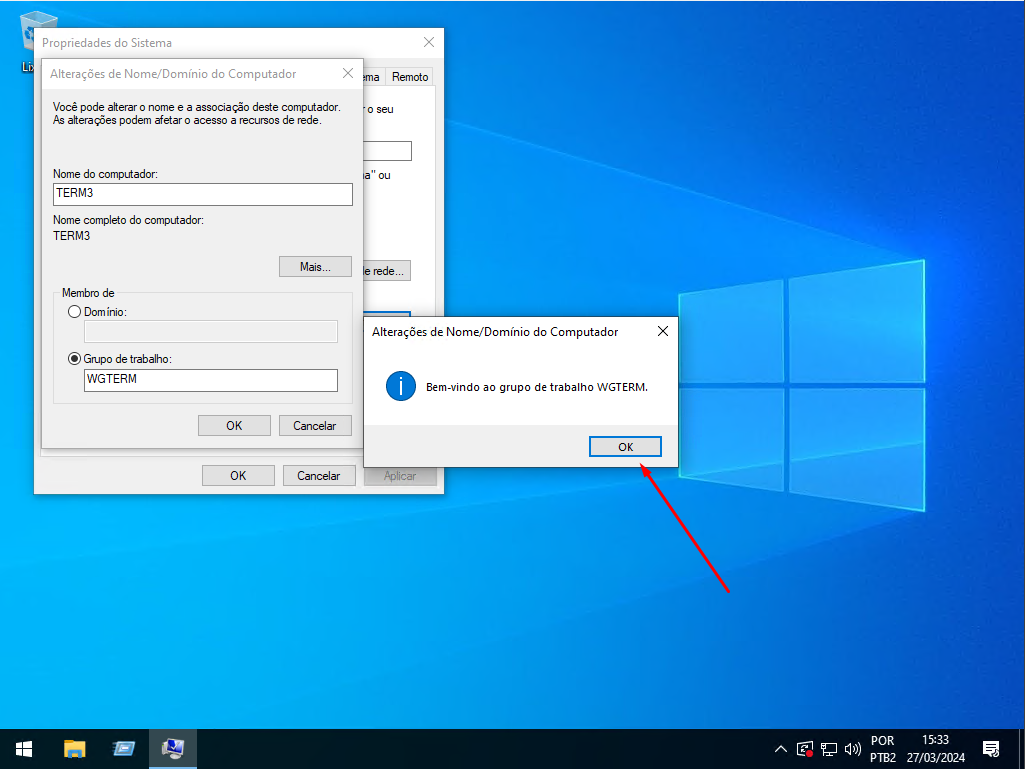 Lix
Propriedades do Sistema
ema
Remoto
r o seu
a" ou
de rede...
Alterações de Nome/Domínio do Computador
Você pode alterar o nome e a associação deste computador.
As alterações podem afetar o acesso a recursos de rede.
Nome do computador:
TERM3
Nome completo do computador:
TERM3
Mais...
Membro de
Domínio:
Grupo de trabalho:
WGTERM
OK
Cancelar
Alterações de Nome/Domínio do Computador
Bem-vindo ao grupo de trabalho WGTERM.
OK
OK
Cancelar
Aplicar
POR
PTB2
15:33
27/03/2024